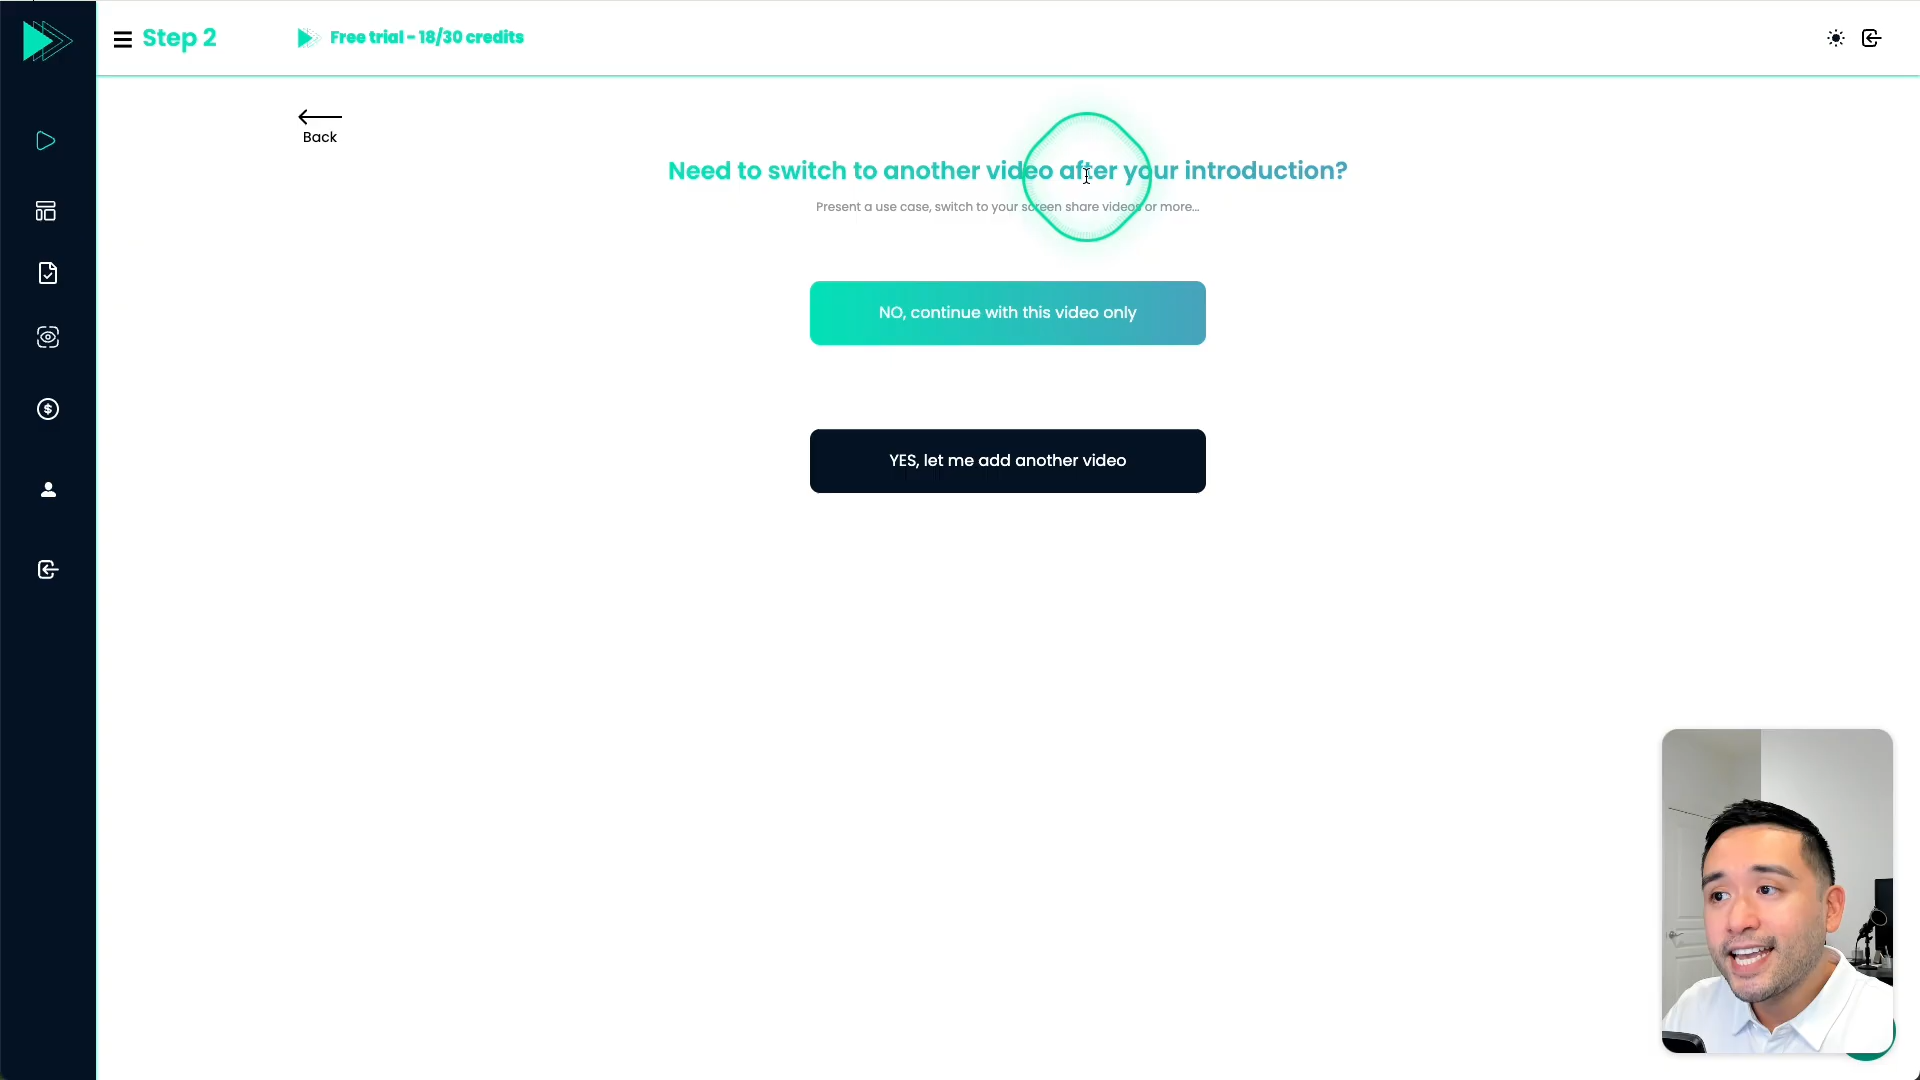 Step 2
Free trial - 18/30 credits
Back
Need to switch to another video after your introduction?
Present a use case, switch to your screen share videos or more...
NO, continue with this video only
YES, let me add another video